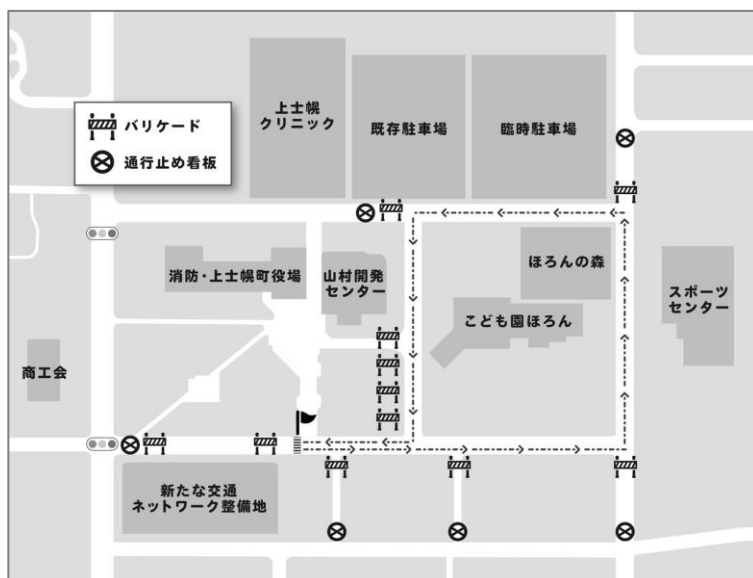 上士幌
クリニック
既存駐車場
臨時駐車場
バリケード
通行止め看板
消防・上士幌町役場
山村開発
センター
ほろんの森
こども園ほろん
スポーツ
センター
商工会
新たな交通
ネットワーク整備地